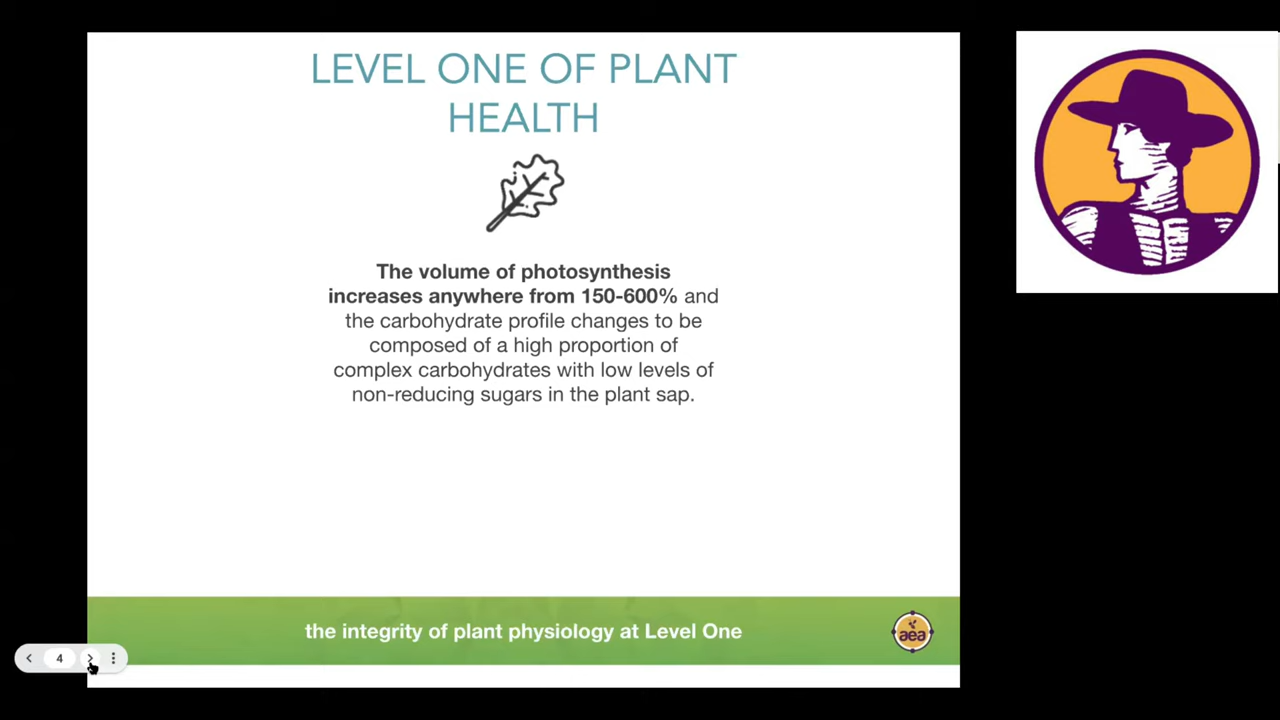 LEVEL ONE OF PLANT
HEALTH
The volume of photosynthesis
increases anywhere from 150-600% and
the carbohydrate profile changes to be
composed of a high proportion of
complex carbohydrates with low levels of
non-reducing sugars in the plant sap.
the integrity of plant physiology at Level One
aea
4